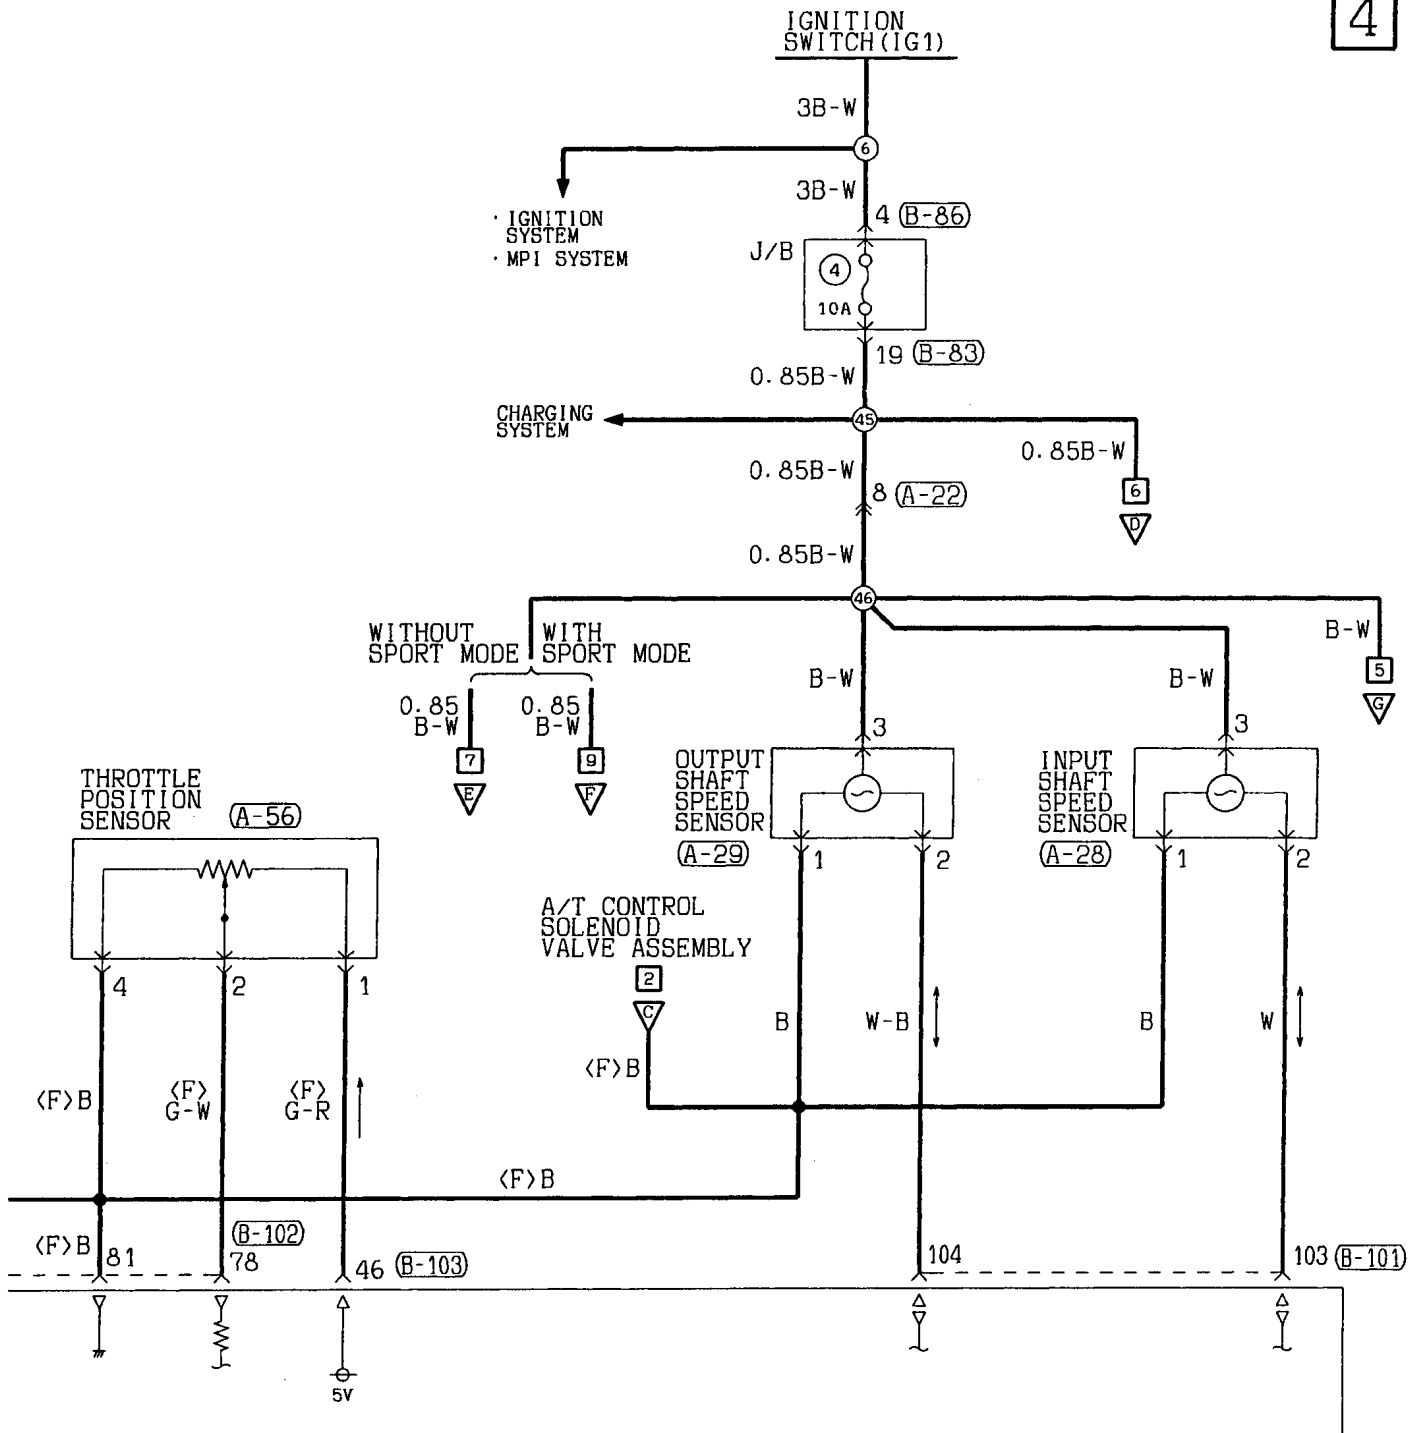 4
IGNITION
SWITCH(IG1)
3B-W
6
3B-W
4 (B-86)
· IGNITION
SYSTEM
· MPI SYSTEM
J/B
4
10A
19 (B-83)
0.85B-W
CHARGING
SYSTEM
45
0.85B-W
0.85B-W
8 (A-22)
6
D
0.85B-W
46
WITHOUT
SPORT MODE
WITH
SPORT MODE
B-W
5
G
0.85
B-W
0.85
B-W
7
E
9
F
B-W
B-W
3
3
OUTPUT
SHAFT
SPEED
SENSOR
(A-29)
1
2
INPUT
SHAFT
SPEED
SENSOR
(A-28)
1
2
THROTTLE
POSITION
SENSOR
(A-56)
4
2
1
A/T CONTROL
SOLENOID
VALVE ASSEMBLY
2
C
<F>B
B
W-B
B
W
<F>B
<F>
G-W
<F>
G-R
<F>B
<F>B
81
(B-102)
78
46 (B-103)
104
103 (B-101)
5V